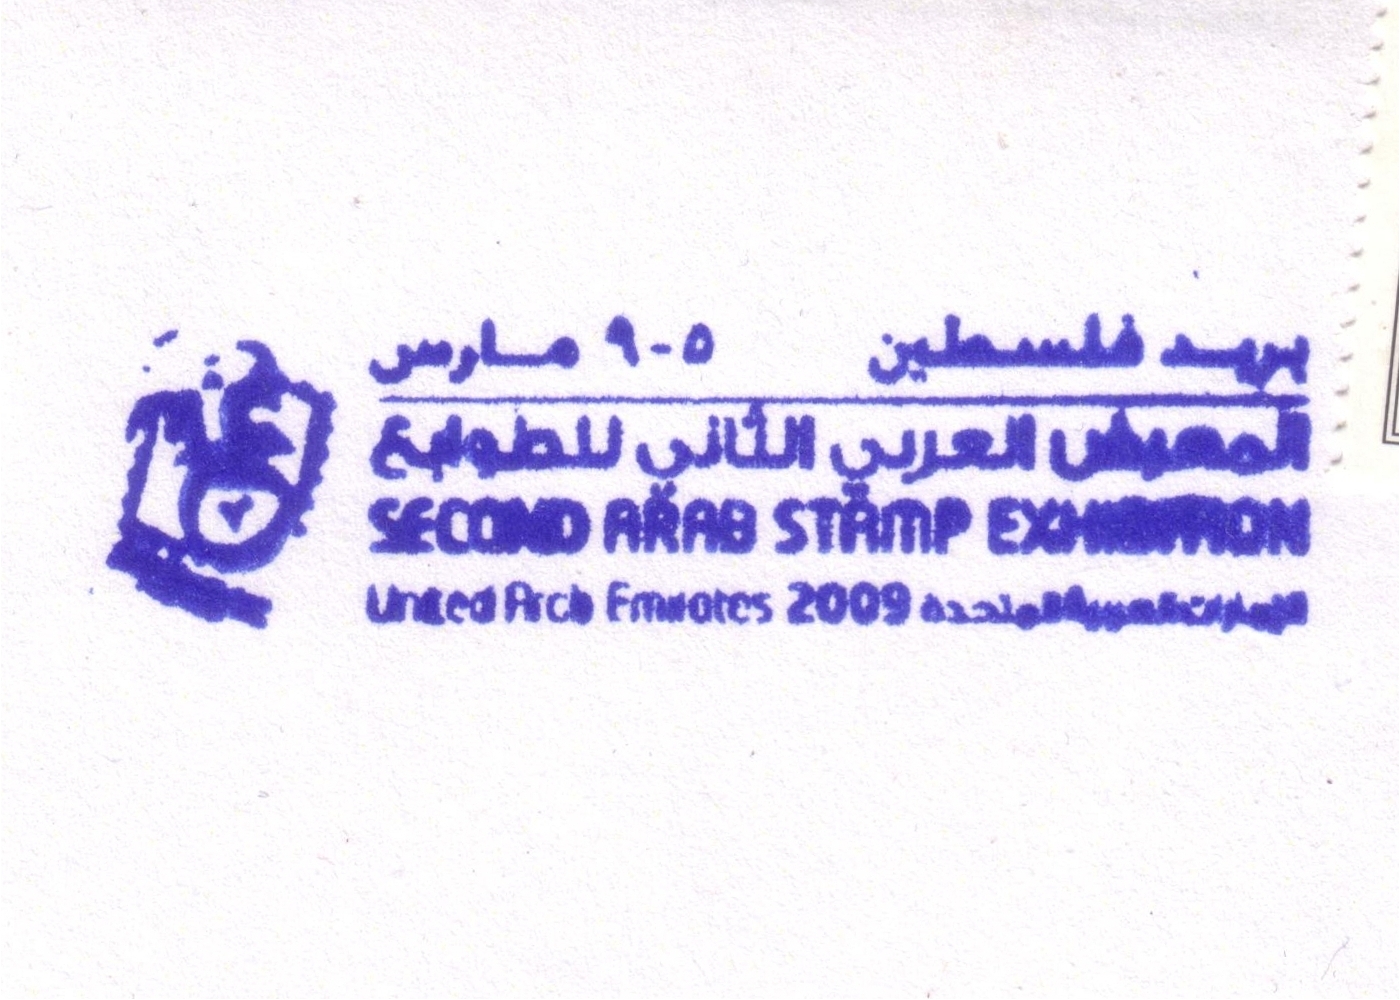 بريد فلسطين ٥-٩ مارس
المعرض العربي الثاني للطوابع
SECOND ARAB STAMP EXHIBITION
United Arab Emirates 2009 الإمارات العربية المتحدة